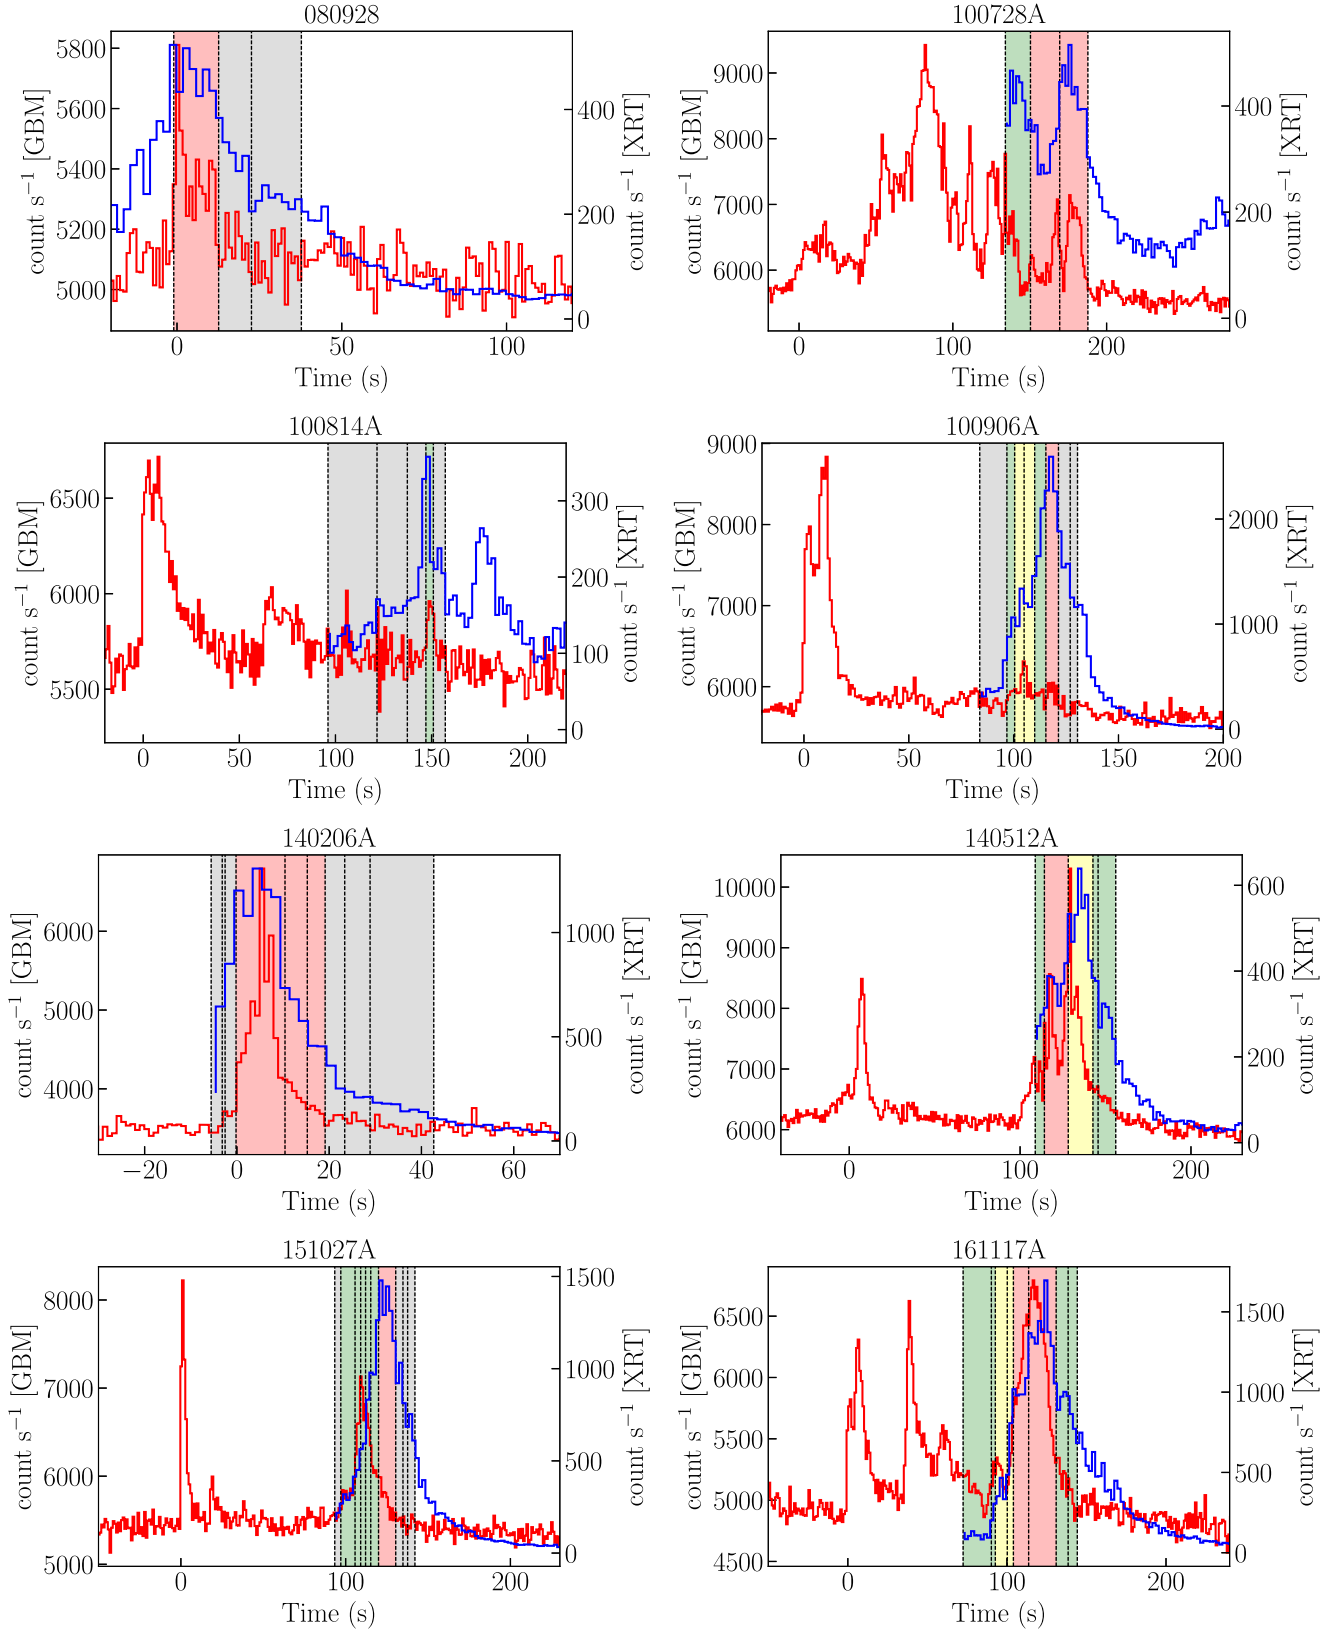 080928
count s⁻¹ [GBM]
5800
5600
5400
5200
5000
400
200
0
count s⁻¹ [XRT]
0
50
100
Time (s)
100728A
count s⁻¹ [GBM]
9000
8000
7000
6000
400
200
0
count s⁻¹ [XRT]
0
100
200
Time (s)
100814A
count s⁻¹ [GBM]
6500
6000
5500
300
200
100
0
count s⁻¹ [XRT]
0
50
100
150
200
Time (s)
100906A
count s⁻¹ [GBM]
9000
8000
7000
6000
2000
1000
0
count s⁻¹ [XRT]
0
50
100
150
200
Time (s)
140206A
count s⁻¹ [GBM]
6000
5000
4000
1000
500
0
count s⁻¹ [XRT]
−20
0
20
40
60
Time (s)
140512A
count s⁻¹ [GBM]
10000
9000
8000
7000
6000
600
400
200
0
count s⁻¹ [XRT]
0
100
200
Time (s)
151027A
count s⁻¹ [GBM]
8000
7000
6000
5000
1500
1000
500
0
count s⁻¹ [XRT]
0
100
200
Time (s)
161117A
count s⁻¹ [GBM]
6500
6000
5500
5000
4500
1500
1000
500
0
count s⁻¹ [XRT]
0
100
200
Time (s)